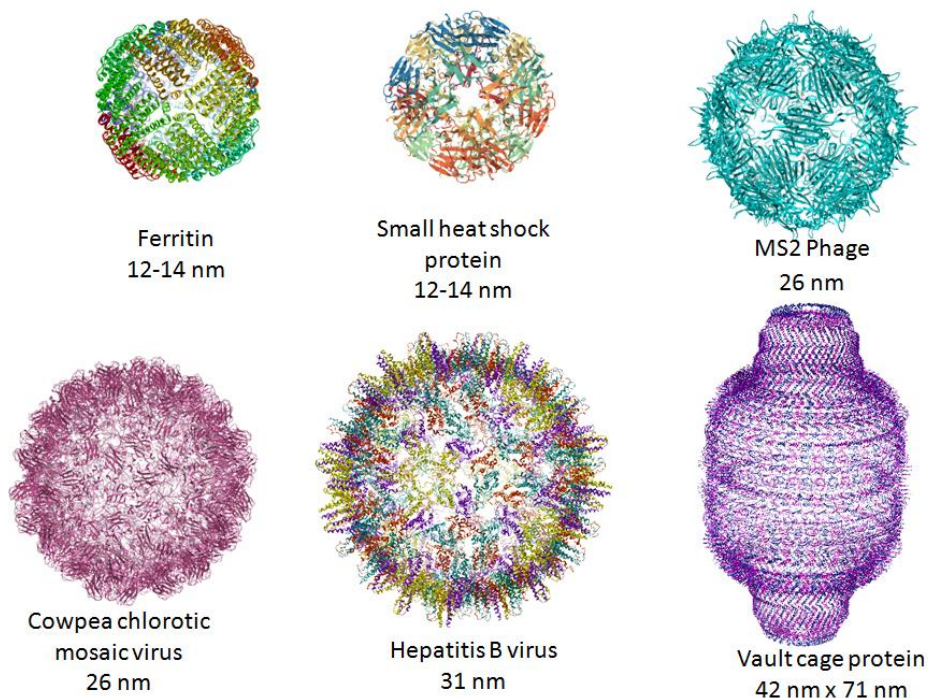 Ferritin
12-14 nm
Small heat shock
protein
12-14 nm
MS2 Phage
26 nm
Cowpea chlorotic
mosaic virus
26 nm
Hepatitis B virus
31 nm
Vault cage protein
42 nm x 71 nm